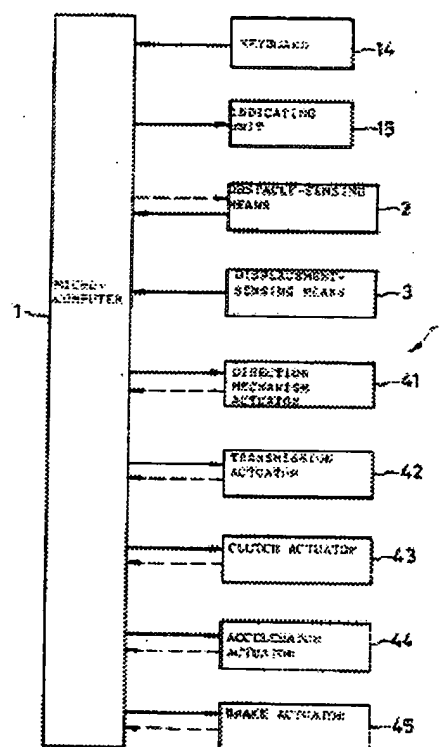 KEYBOARD
14
INDICATING
UNIT
15
OBSTACLE-SENSING
MEANS
2
DISPLACEMENT-
SENSING MEANS
3
MICRO-
COMPUTER
1
DIRECTION
MECHANISM
ACTUATOR
41
TRANSMISSION
ACTUATOR
42
CLUTCH ACTUATOR
43
ACCELERATOR
ACTUATOR
44
BRAKE ACTUATOR
45